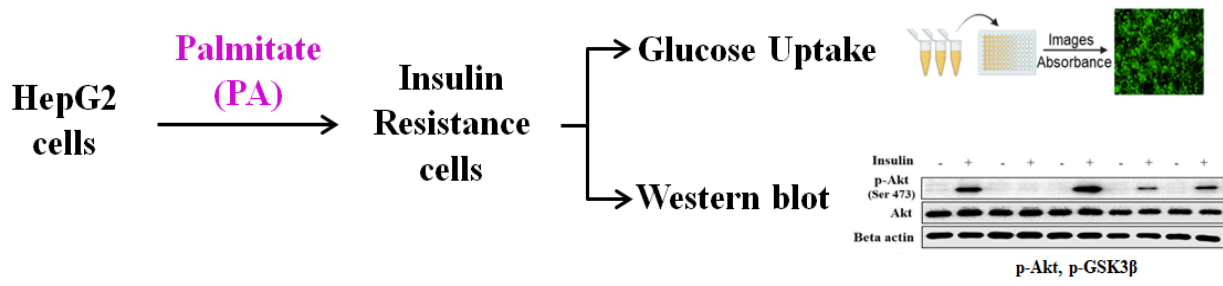 HepG2
cells
Palmitate
(PA)
Insulin
Resistance
cells
Glucose Uptake
Images
Absorbance
Western blot
Insulin - + - + - + - + - +
p-Akt
(Ser 473)
Akt
Beta actin
p-Akt, p-GSK3β